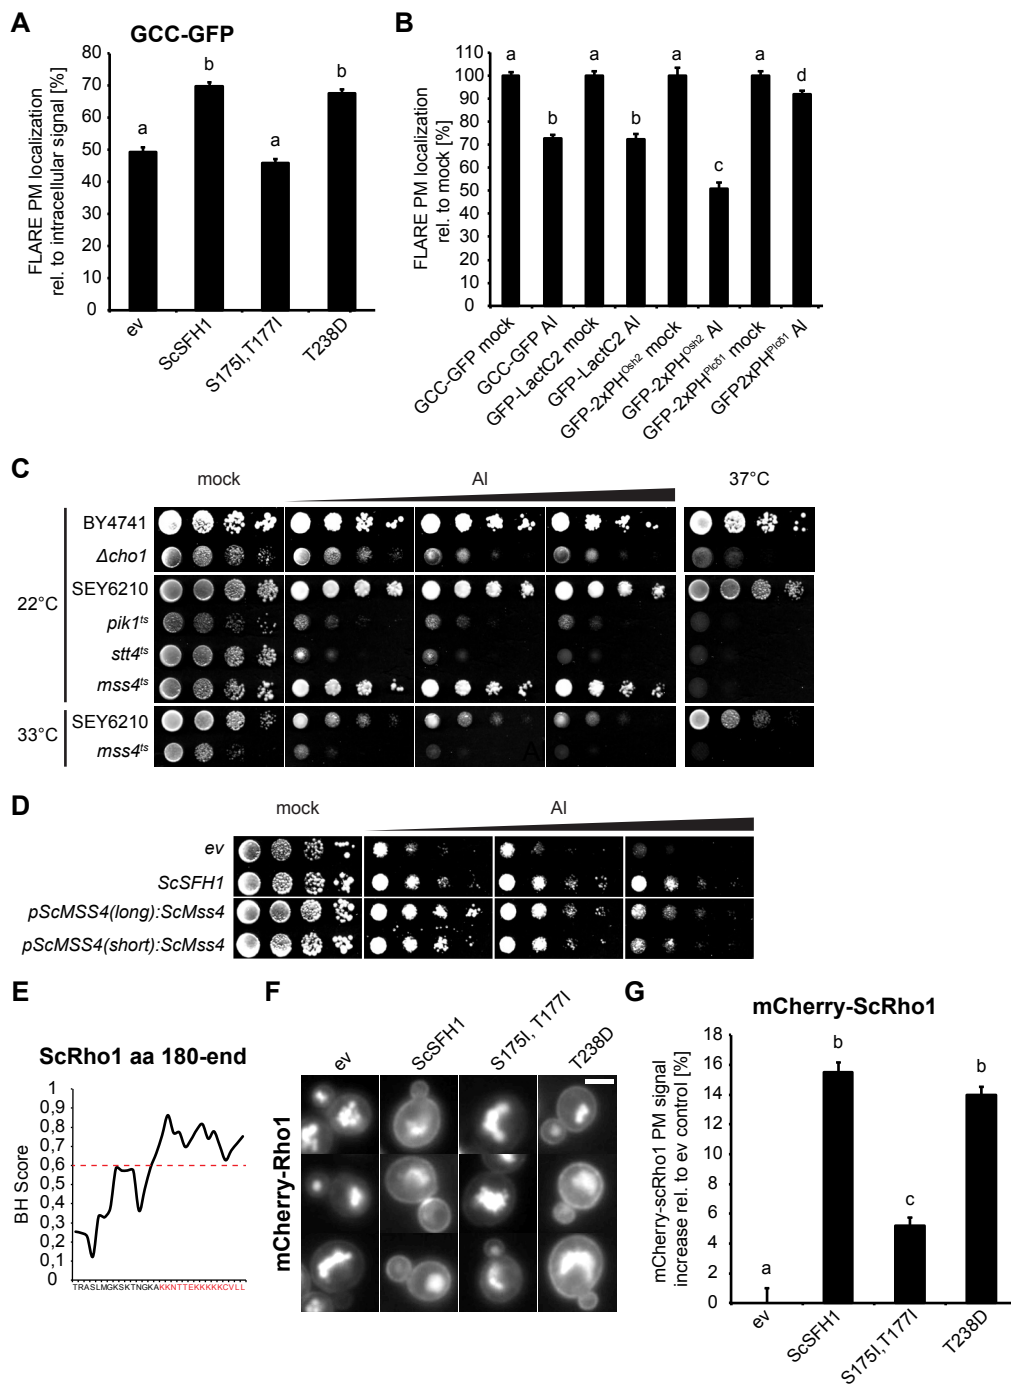 A
GCC-GFP
FLARE PM localization
rel. to intracellular signal [%]
80
70
60
50
40
30
20
10
0
a
b
a
b
ev
ScSFH1
S175I,T177I
T238D
B
FLARE PM localization
rel. to mock [%]
110
100
90
80
70
60
50
40
30
20
10
0
a
b
a
b
a
c
a
d
GCC-GFP mock
GCC-GFP Al
GFP-LactC2 mock
GFP-LactC2 Al
GFP-2xPH^Osh2 mock
GFP-2xPH^Osh2 Al
GFP-2xPH^Plcδ1 mock
GFP2xPH^Plcδ1 Al
C
mock Al 37°C
22°C
BY4741
Δcho1
SEY6210
pik1^ts
stt4^ts
mss4^ts
33°C
SEY6210
mss4^ts
A
D
mock Al
ev
ScSFH1
pScMSS4(long):ScMss4
pScMSS4(short):ScMss4
E
ScRho1 aa 180-end
BH Score
1
0,9
0,8
0,7
0,6
0,5
0,4
0,3
0,2
0,1
0
TRASLMGKSKTNGKAKKNTTEKKKKKCVLL
F
ev
ScSFH1
S175I, T177I
T238D
mCherry-Rho1
G
mCherry-ScRho1
mCherry-scRho1 PM signal
increase rel. to ev control [%]
18
16
14
12
10
8
6
4
2
0
a
b
c
b
ev
ScSFH1
S175I,T177I
T238D